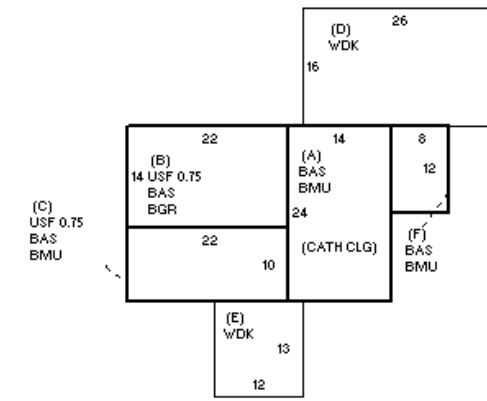 26
(D)
WDK
16
22
14
8
(B)
14 USF 0.75
BAS
BGR
(A)
BAS
BMU
12
(C)
USF 0.75
BAS
BMU
24
22
10
(CATH CLG)
(F)
BAS
BMU
(E)
WDK
13
12